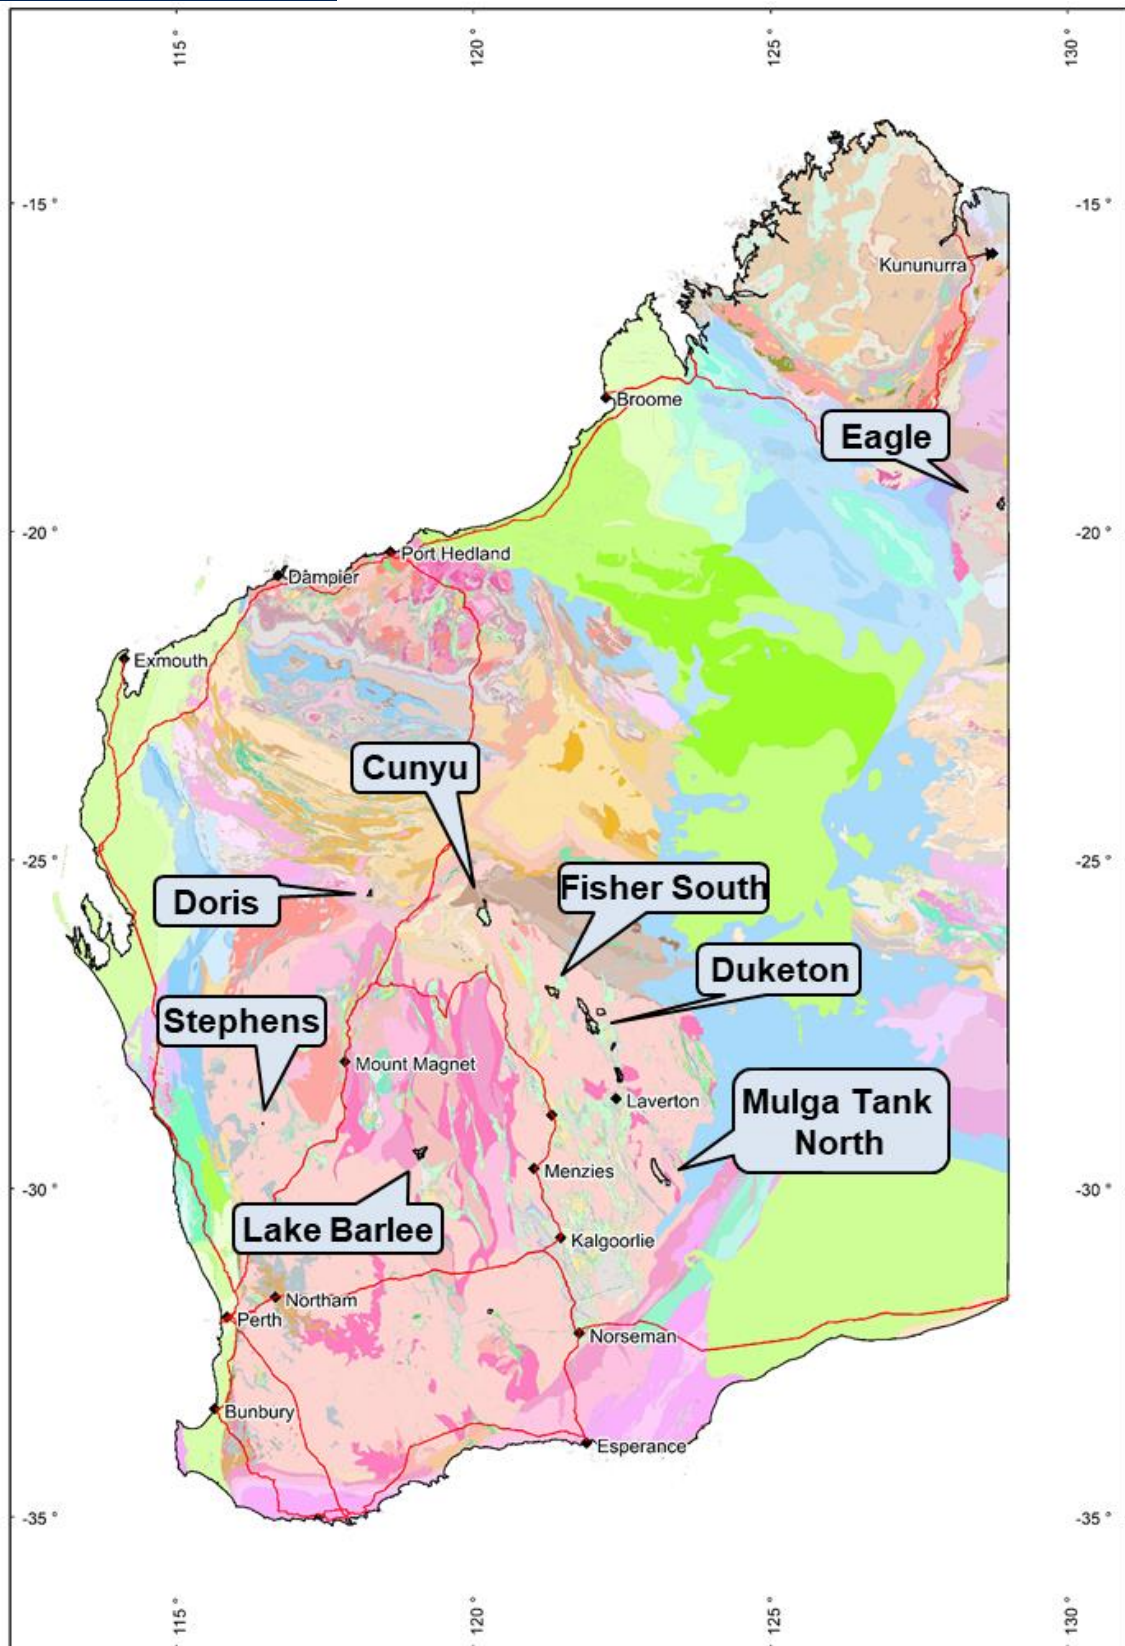 115 °
120 °
125 °
130 °
-15 °
-15 °
Kununurra
Broome
Eagle
-20 °
-20 °
Port Hedland
Dampier
Exmouth
Cunyu
-25 °
-25 °
Fisher South
Doris
Duketon
Stephens
Mount Magnet
Laverton
Mulga Tank
North
Menzies
-30 °
-30 °
Lake Barlee
Kalgoorlie
Northam
Perth
Norseman
Bunbury
Esperance
-35 °
-35 °
115 °
120 °
125 °
130 °